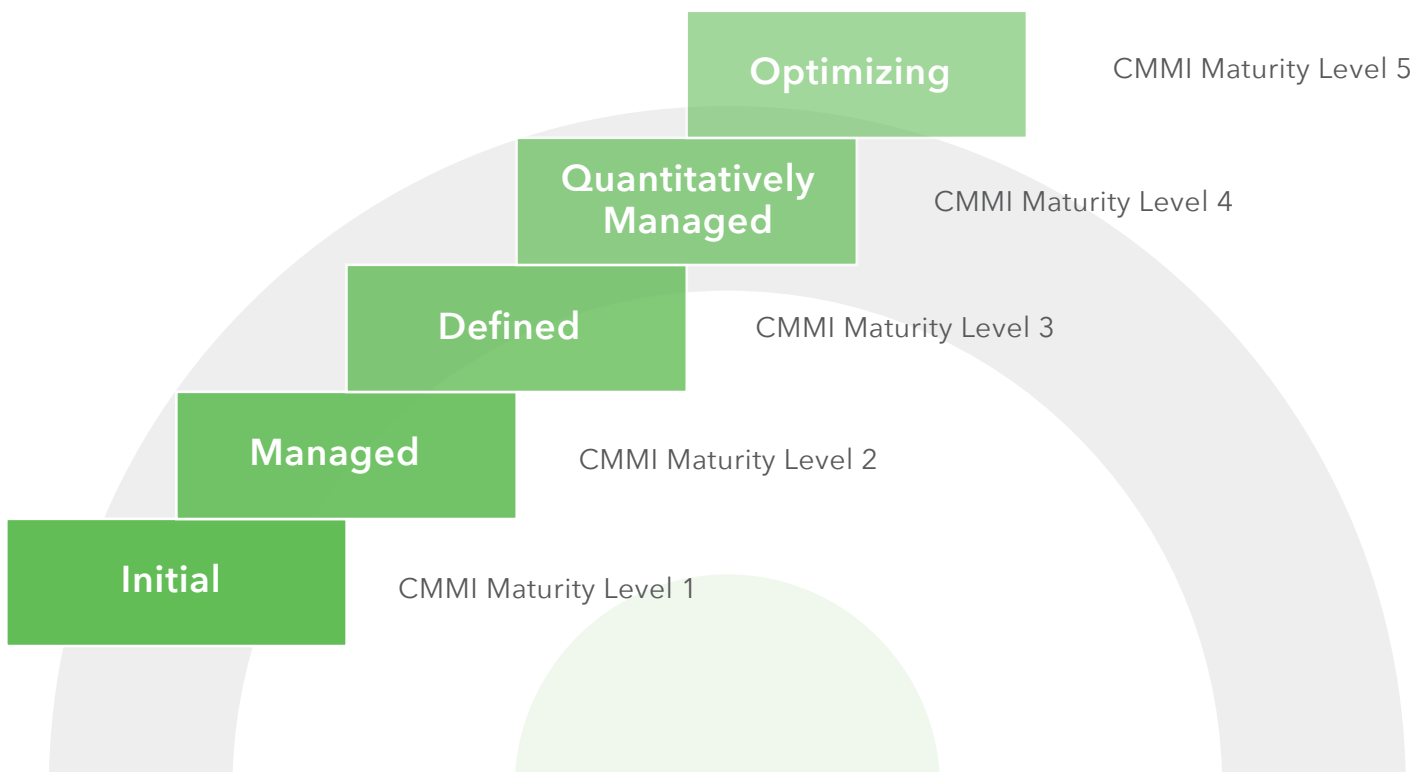 Optimizing
CMMI Maturity Level 5
Quantitatively
Managed
CMMI Maturity Level 4
Defined
CMMI Maturity Level 3
Managed
CMMI Maturity Level 2
Initial
CMMI Maturity Level 1